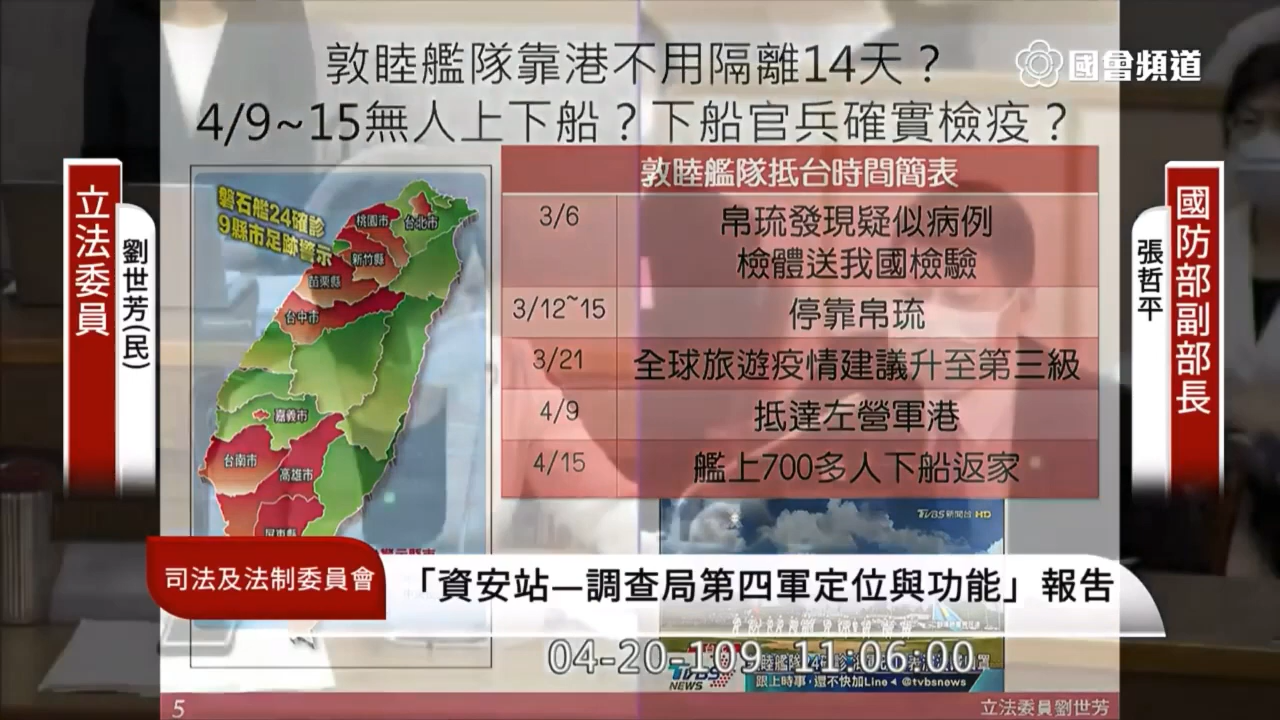 敦睦艦隊靠港不用隔離14天？
4/9~15無人上下船？下船官兵確實檢疫？
國會頻道
立法委員
劉世芳(民)
國防部副部長
張哲平
磐石艦24確診
9縣市足跡警示
桃園市
台北市
新竹縣
苗栗縣
台中市
嘉義市
台南市
高雄市
屏東縣
敦睦艦隊抵台時間簡表
3/6
帛琉發現疑似病例
檢體送我國檢驗
3/12~15
停靠帛琉
3/21
全球旅遊疫情建議升至第三級
4/9
抵達左營軍港
4/15
艦上700多人下船返家
TVBS新聞台 HD
司法及法制委員會
「資安站—調查局第四軍定位與功能」報告
04-20-109 11:06:00
TVBS
NEWS
跟上時事，還不快加Line @tvbsnews
5
立法委員劉世芳